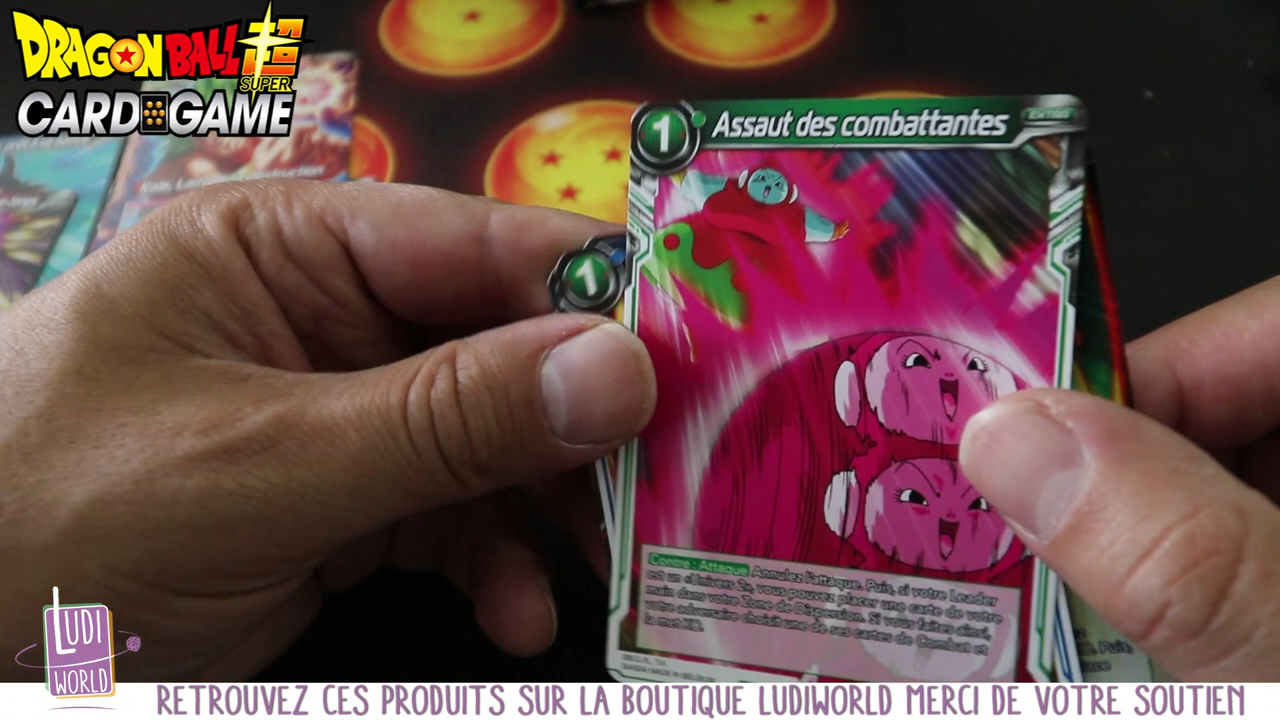 DRAGON BALL
SUPER
CARD GAME
1
Assaut des combattantes
EXTRA
1
Contre : Attaque Annulez l'attaque. Puis, si votre Leader
est un «Univers 2», vous pouvez placer une carte de votre
main dans votre Zone de Dispersion. Si vous faites ainsi,
votre adversaire choisit une de ses cartes de Combat et
la met KO.
Puis,
LUDI
WORLD
RETROUVEZ CES PRODUITS SUR LA BOUTIQUE LUDIWORLD MERCI DE VOTRE SOUTIEN